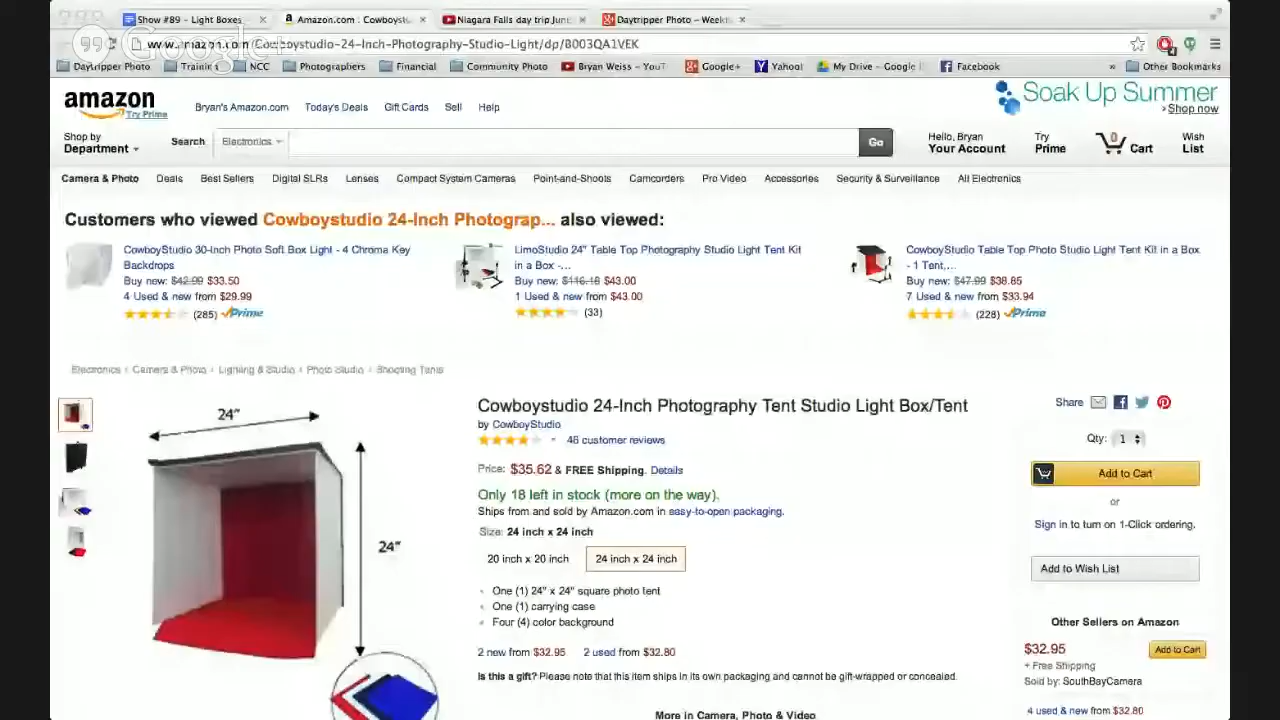 Show #89 - Light Boxes
Amazon.com : Cowboystu
Niagara Falls day trip Jun
Daytripper Photo – Weekl
Google+
www.amazon.com/Cowboystudio-24-Inch-Photography-Studio-Light/dp/B003QA1VEK
Daytripper Photo
Training
NCC
Photographers
Financial
Community Photo
Bryan Weiss – YouT
Google+
Yahoo!
My Drive – Google
Facebook
»
Other Bookmarks
amazon
Try Prime
Bryan's Amazon.com
Today's Deals
Gift Cards
Sell
Help
Soak Up Summer
Shop now
Shop by
Department
Search
Electronics
Go
Hello, Bryan
Your Account
Try
Prime
0
Cart
Wish
List
Camera & Photo
Deals
Best Sellers
Digital SLRs
Lenses
Compact System Cameras
Point-and-Shoots
Camcorders
Pro Video
Accessories
Security & Surveillance
All Electronics
Customers who viewed Cowboystudio 24-Inch Photograp... also viewed:
CowboyStudio 30-Inch Photo Soft Box Light - 4 Chroma Key
Backdrops
Buy new: $42.99 $33.50
4 Used & new from $29.99
(285) Prime
LimoStudio 24" Table Top Photography Studio Light Tent Kit
in a Box -...
Buy new: $116.18 $43.00
1 Used & new from $43.00
(33)
CowboyStudio Table Top Photo Studio Light Tent Kit in a Box
- 1 Tent,...
Buy new: $47.99 $38.85
7 Used & new from $33.94
(228) Prime
Electronics › Camera & Photo › Lighting & Studio › Photo Studio › Shooting Tents
24"
24"
Cowboystudio 24-Inch Photography Tent Studio Light Box/Tent
by CowboyStudio
46 customer reviews
Price: $35.62 & FREE Shipping. Details
Only 18 left in stock (more on the way).
Ships from and sold by Amazon.com in easy-to-open packaging.
Size: 24 inch x 24 inch
20 inch x 20 inch
24 inch x 24 inch
One (1) 24" x 24" square photo tent
One (1) carrying case
Four (4) color background
2 new from $32.95 2 used from $32.80
Is this a gift? Please note that this item ships in its own packaging and cannot be gift-wrapped or concealed.
More in Camera, Photo & Video
Share
Qty: 1
Add to Cart
or
Sign in to turn on 1-Click ordering.
Add to Wish List
Other Sellers on Amazon
$32.95
Add to Cart
+ Free Shipping
Sold by: SouthBayCamera
4 used & new from $32.80